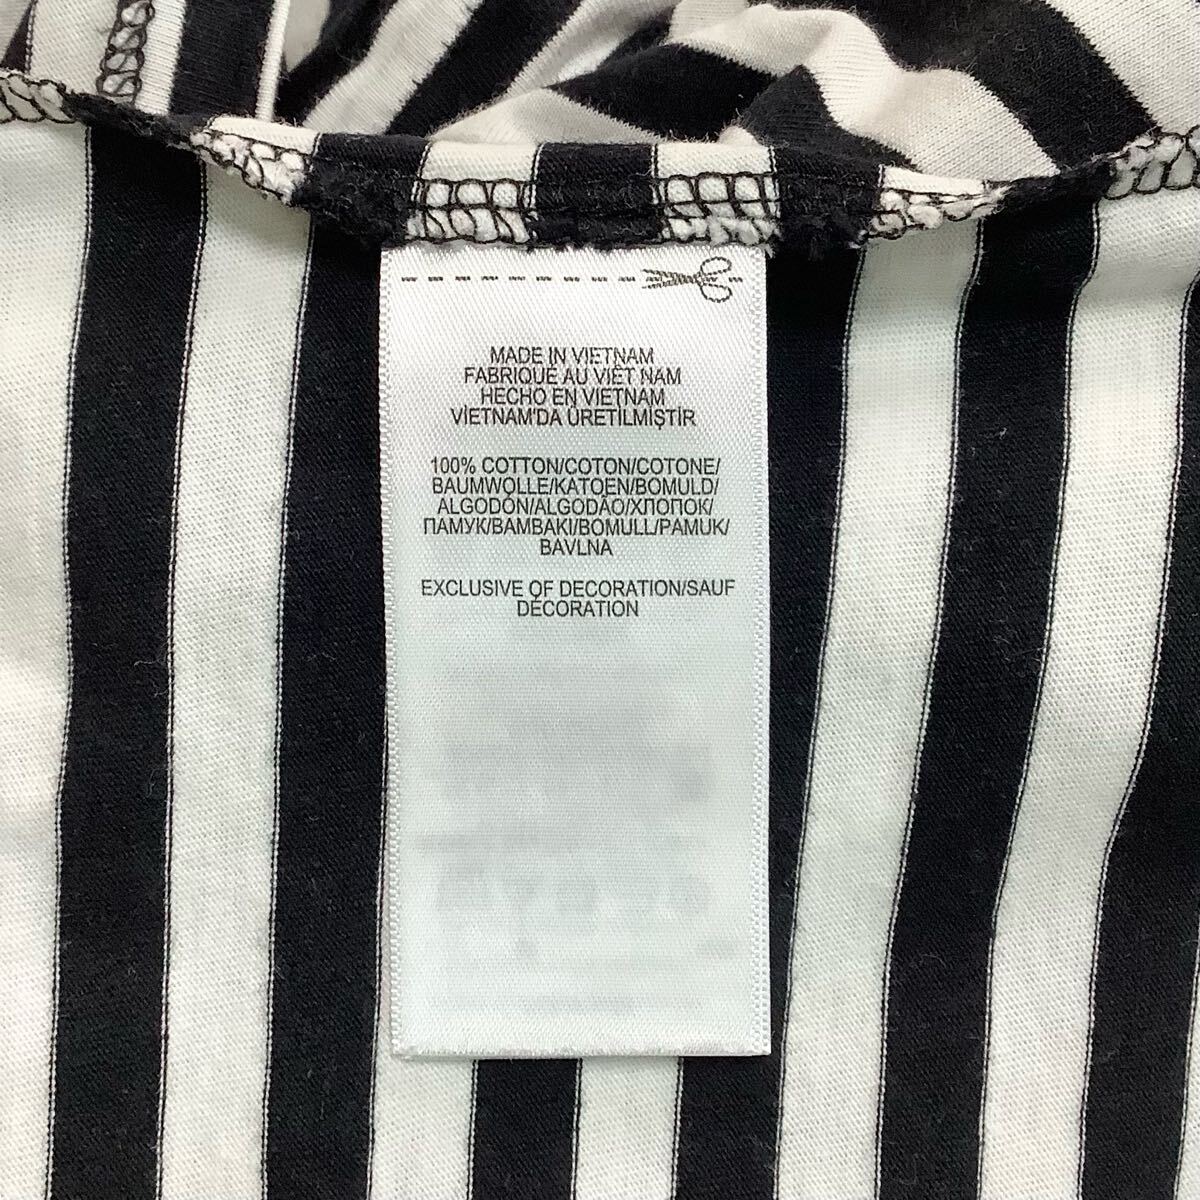 MADE IN VIETNAM
FABRIQUÉ AU VIÊT NAM
HECHO EN VIETNAM
VİETNAM'DA ÜRETİLMİŞTİR
100% COTTON/COTON/COTONE/
BAUMWOLLE/KATOEN/BOMULD/
ALGODÓN/ALGODÃO/ХЛОПОК/
ПАМУК/BAMBAKI/BOMULL/PAMUK/
BAVLNA
EXCLUSIVE OF DECORATION/SAUF
DÉCORATION